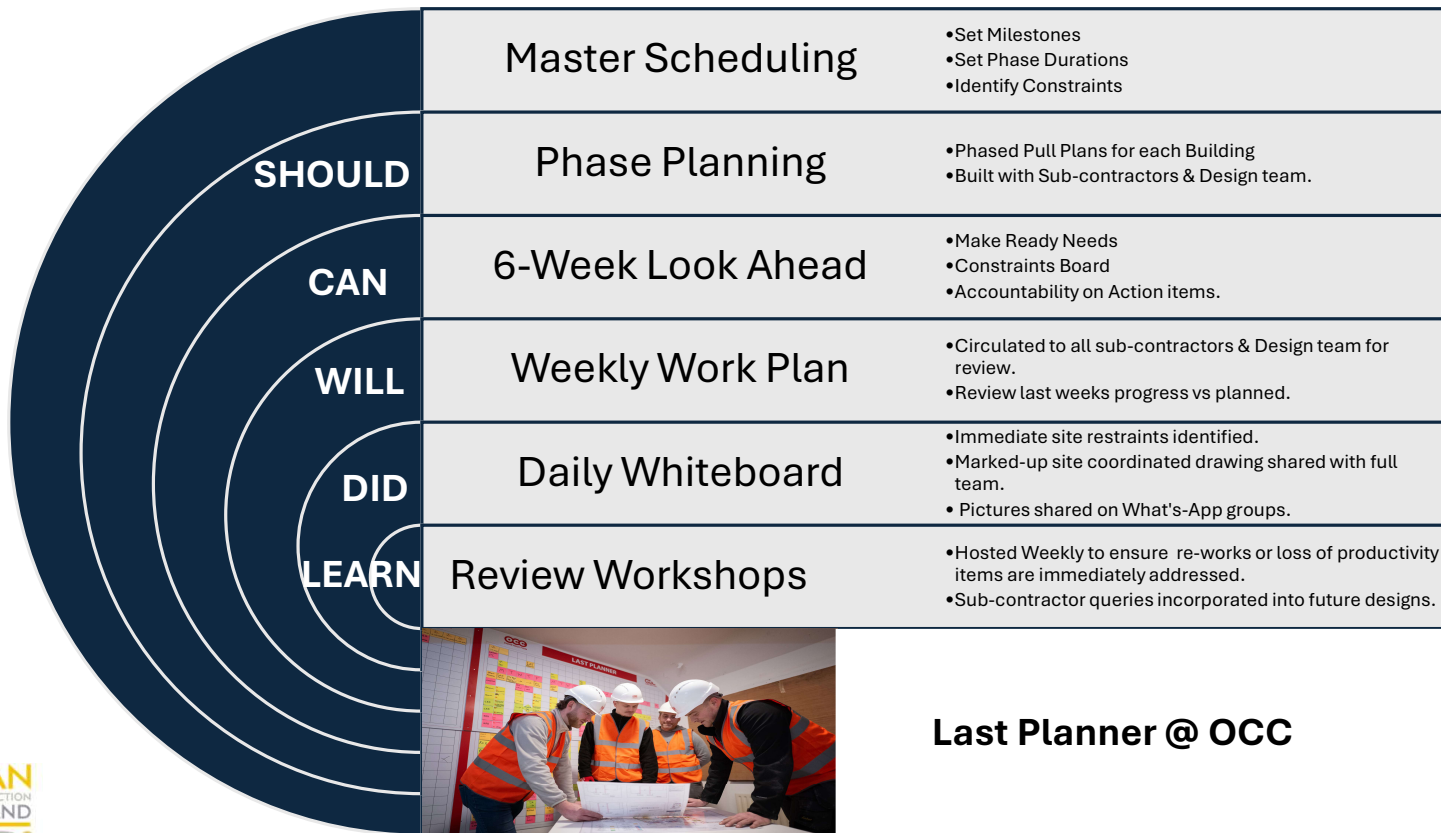 Master Scheduling
•Set Milestones
•Set Phase Durations
•Identify Constraints
SHOULD
Phase Planning
•Phased Pull Plans for each Building
•Built with Sub-contractors & Design team.
CAN
6-Week Look Ahead
•Make Ready Needs
•Constraints Board
•Accountability on Action items.
WILL
Weekly Work Plan
•Circulated to all sub-contractors & Design team for
review.
•Review last weeks progress vs planned.
DID
Daily Whiteboard
•Immediate site restraints identified.
•Marked-up site coordinated drawing shared with full
team.
• Pictures shared on What's-App groups.
LEARN
Review Workshops
•Hosted Weekly to ensure re-works or loss of productivity
items are immediately addressed.
•Sub-contractor queries incorporated into future designs.
OCC
LAST PLANNER
Last Planner @ OCC